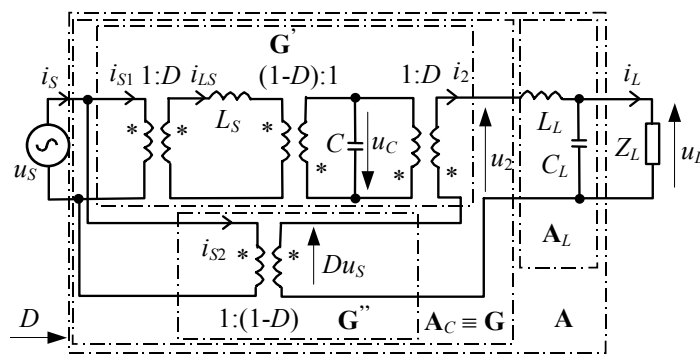 G'
i_S i_S1 1:D i_LS (1-D):1 1:D i_2 i_L
* * * *
L_S C u_C L_L C_L Z_L u_L
u_S u_2
* *
i_S2 * * Du_S A_L
D 1:(1-D) G'' A_C ≡ G A